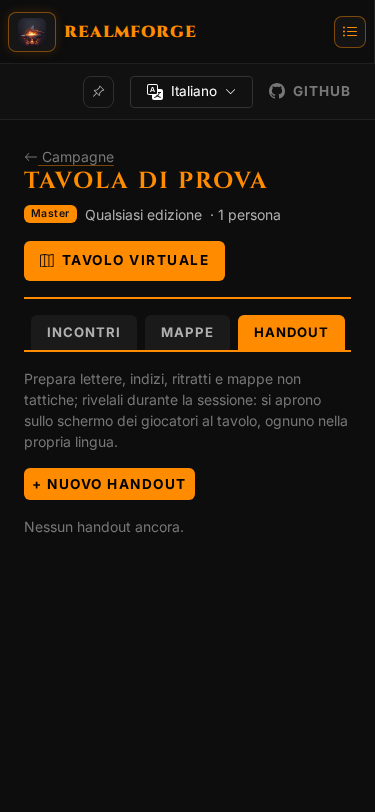 REALMFORGE
Italiano
GITHUB
Campagne
TAVOLA DI PROVA
Master Qualsiasi edizione · 1 persona
TAVOLO VIRTUALE
INCONTRI MAPPE HANDOUT
Prepara lettere, indizi, ritratti e mappe non
tattiche; rivelali durante la sessione: si aprono
sullo schermo dei giocatori al tavolo, ognuno nella
propria lingua.
+ NUOVO HANDOUT
Nessun handout ancora.